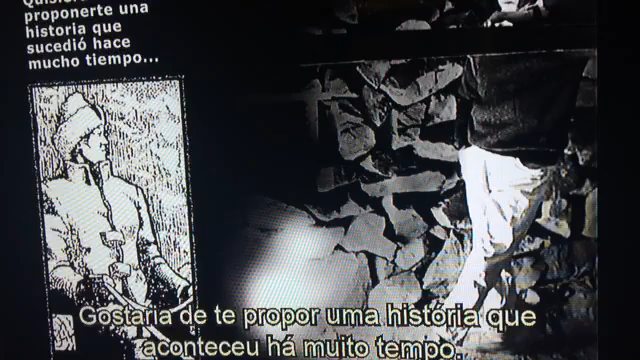 proponerte una
historia que
sucedió hace
mucho tiempo...
Gostaria de te propor uma história que
aconteceu há muito tempo